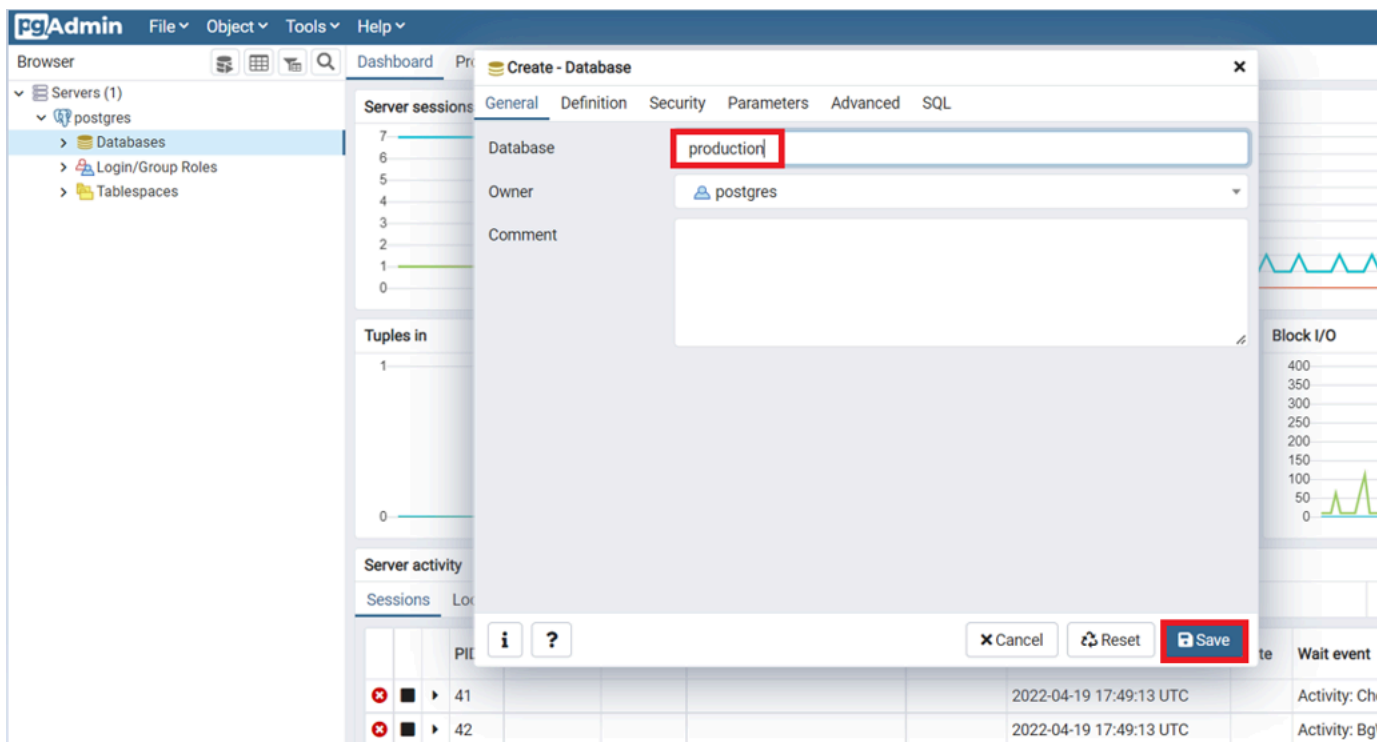 pgAdmin File Object Tools Help
Browser
Servers (1)
postgres
Databases
Login/Group Roles
Tablespaces
Dashboard
Server sessions
7
6
5
4
3
2
1
0
Tuples in
1
0
Create - Database
General Definition Security Parameters Advanced SQL
Database production
Owner postgres
Comment
i ? Cancel Reset Save
Block I/O
400
350
300
250
200
150
100
50
0
Server activity
Sessions
Wait event
41 2022-04-19 17:49:13 UTC Activity:
42 2022-04-19 17:49:13 UTC Activity: